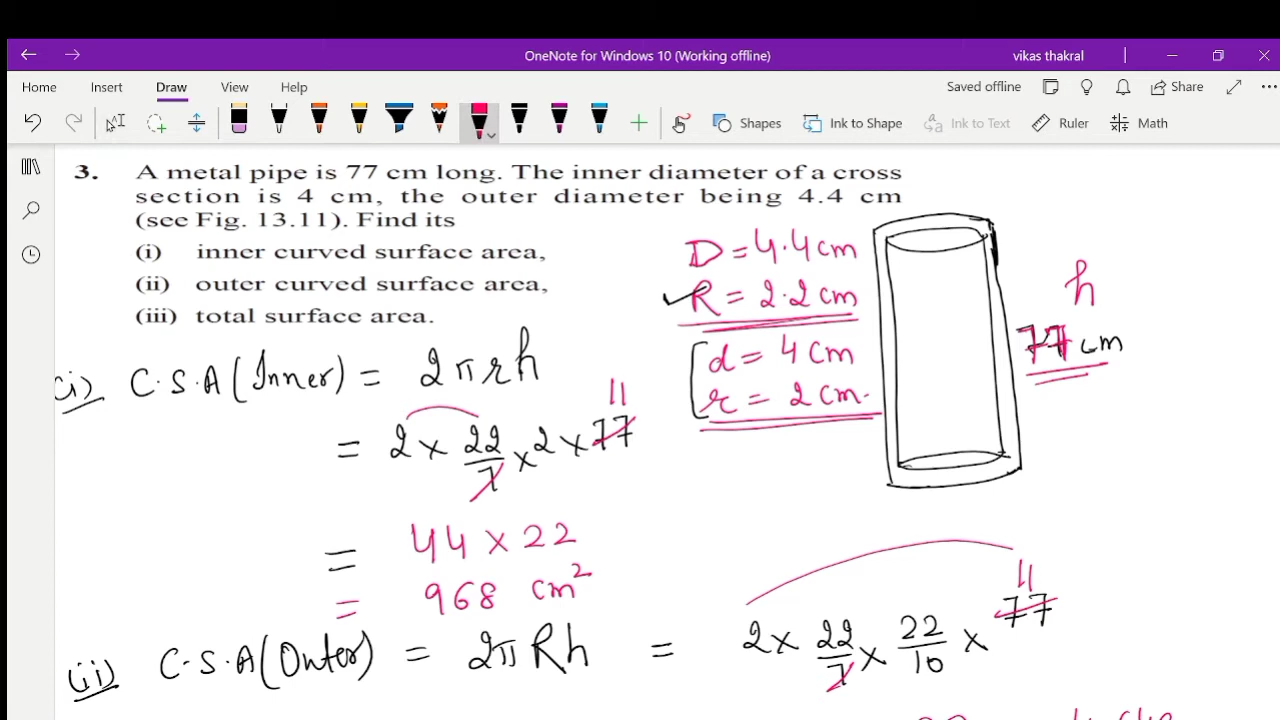 OneNote for Windows 10 (Working offline)
vikas thakral
Home Insert Draw View Help
Saved offline Share
Shapes Ink to Shape Ink to Text Ruler Math
3. A metal pipe is 77 cm long. The inner diameter of a cross
section is 4 cm, the outer diameter being 4.4 cm
(see Fig. 13.11). Find its
(i) inner curved surface area,
(ii) outer curved surface area,
(iii) total surface area.
D = 4.4 cm
R = 2.2 cm
d = 4 cm
r = 2 cm.
h
77 cm
(i) C.S.A (Inner) = 2πrh
11
= 2 × 22/7 × 2 × 77
= 44 × 22
= 968 cm²
11
(ii) C.S.A (Outer) = 2πRh = 2 × 22/7 × 22/10 × 77